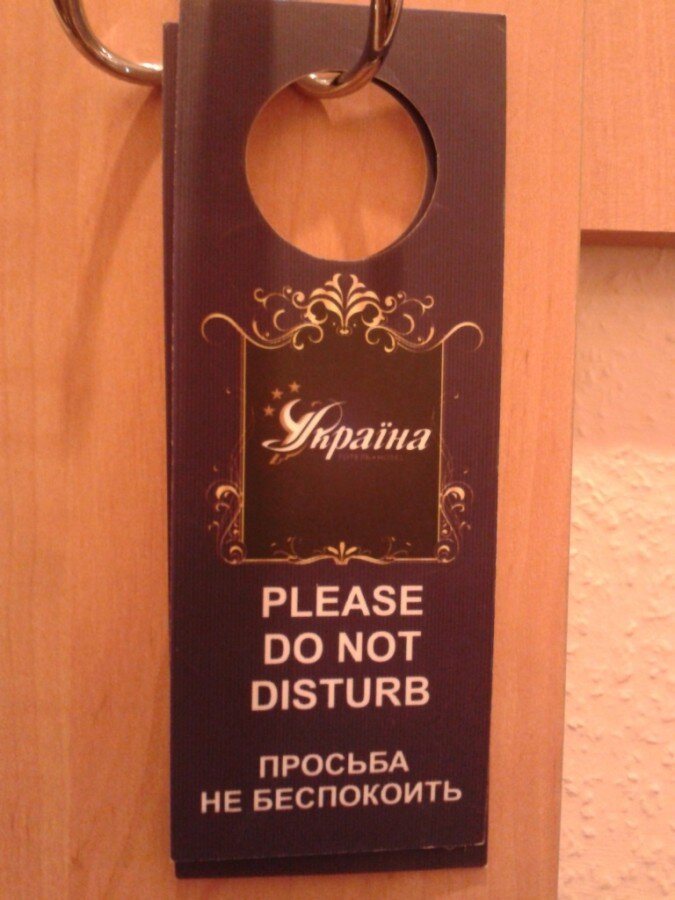 Україна
PLEASE
DO NOT
DISTURB
ПРОСЬБА
НЕ БЕСПОКОИТЬ